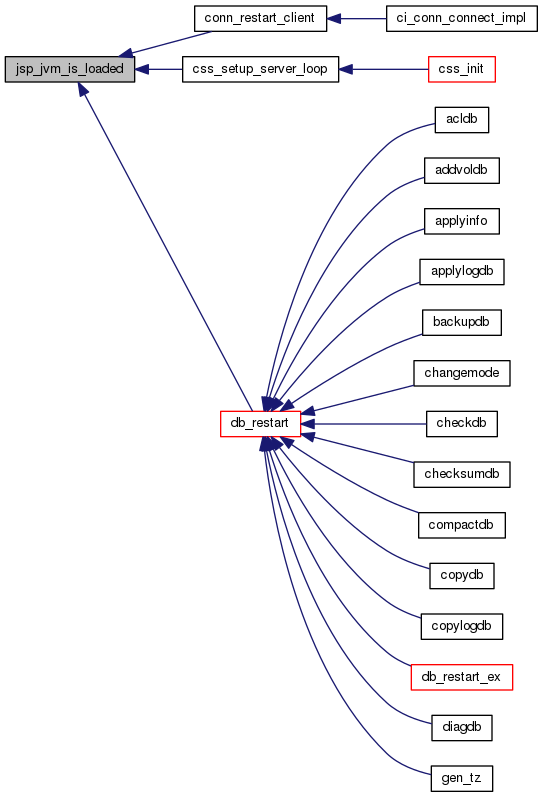 conn_restart_client
ci_conn_connect_impl
jsp_jvm_is_loaded
css_setup_server_loop
css_init
acldb
addvoldb
applyinfo
applylogdb
backupdb
changemode
db_restart
checkdb
checksumdb
compactdb
copydb
copylogdb
db_restart_ex
diagdb
gen_tz